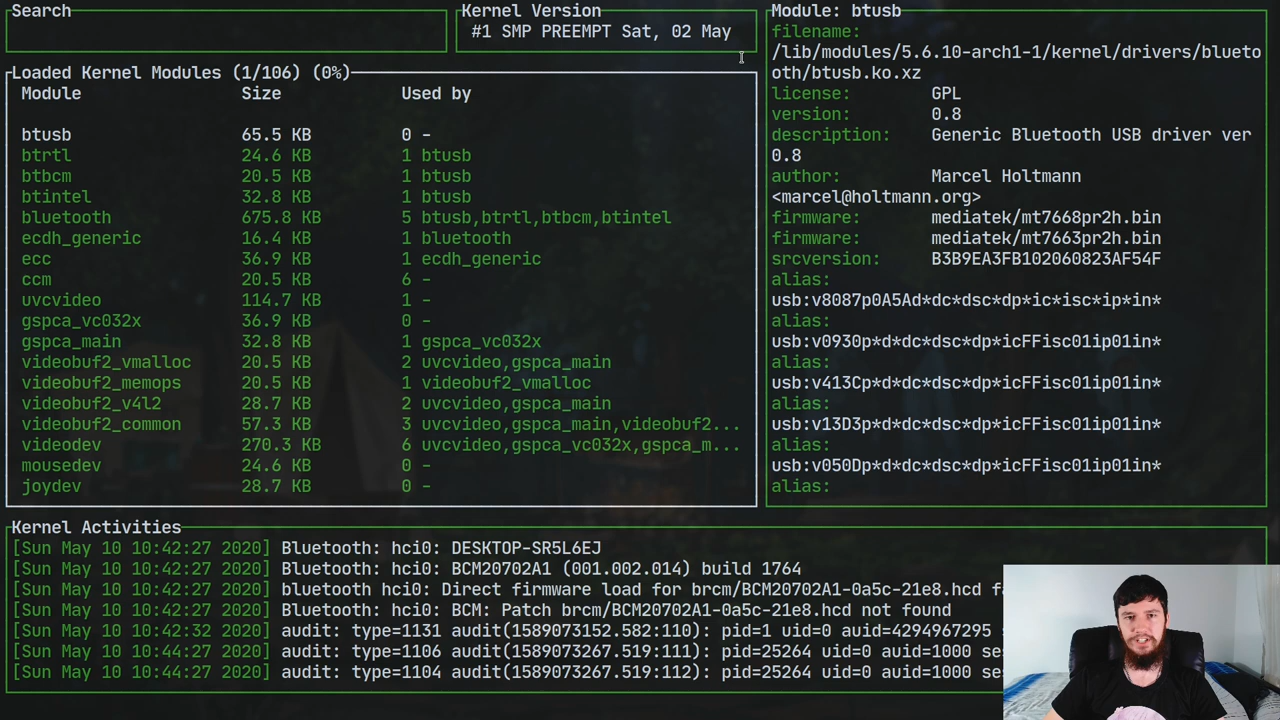 Search
Kernel Version
#1 SMP PREEMPT Sat, 02 May
Loaded Kernel Modules (1/106) (0%)
Module Size Used by
btusb 65.5 KB 0 -
btrtl 24.6 KB 1 btusb
btbcm 20.5 KB 1 btusb
btintel 32.8 KB 1 btusb
bluetooth 675.8 KB 5 btusb,btrtl,btbcm,btintel
ecdh_generic 16.4 KB 1 bluetooth
ecc 36.9 KB 1 ecdh_generic
ccm 20.5 KB 6 -
uvcvideo 114.7 KB 1 -
gspca_vc032x 36.9 KB 0 -
gspca_main 32.8 KB 1 gspca_vc032x
videobuf2_vmalloc 20.5 KB 2 uvcvideo,gspca_main
videobuf2_memops 20.5 KB 1 videobuf2_vmalloc
videobuf2_v4l2 28.7 KB 2 uvcvideo,gspca_main
videobuf2_common 57.3 KB 3 uvcvideo,gspca_main,videobuf2...
videodev 270.3 KB 6 uvcvideo,gspca_vc032x,gspca_m...
mousedev 24.6 KB 0 -
joydev 28.7 KB 0 -
Module: btusb
filename:
/lib/modules/5.6.10-arch1-1/kernel/drivers/blueto
oth/btusb.ko.xz
license: GPL
version: 0.8
description: Generic Bluetooth USB driver ver
0.8
author: Marcel Holtmann
<marcel@holtmann.org>
firmware: mediatek/mt7668pr2h.bin
firmware: mediatek/mt7663pr2h.bin
srcversion: B3B9EA3FB102060823AF54F
alias:
usb:v8087p0A5Ad*dc*dsc*dp*ic*isc*ip*in*
alias:
usb:v0930p*d*dc*dsc*dp*icFFisc01ip01in*
alias:
usb:v413Cp*d*dc*dsc*dp*icFFisc01ip01in*
alias:
usb:v13D3p*d*dc*dsc*dp*icFFisc01ip01in*
alias:
usb:v050Dp*d*dc*dsc*dp*icFFisc01ip01in*
alias:
Kernel Activities
[Sun May 10 10:42:27 2020] Bluetooth: hci0: DESKTOP-SR5L6EJ
[Sun May 10 10:42:27 2020] Bluetooth: hci0: BCM20702A1 (001.002.014) build 1764
[Sun May 10 10:42:27 2020] bluetooth hci0: Direct firmware load for brcm/BCM20702A1-0a5c-21e8.hcd f
[Sun May 10 10:42:27 2020] Bluetooth: hci0: BCM: Patch brcm/BCM20702A1-0a5c-21e8.hcd not found
[Sun May 10 10:42:32 2020] audit: type=1131 audit(1589073152.582:110): pid=1 uid=0 auid=4294967295
[Sun May 10 10:44:27 2020] audit: type=1106 audit(1589073267.519:111): pid=25264 uid=0 auid=1000 ses
[Sun May 10 10:44:27 2020] audit: type=1104 audit(1589073267.519:112): pid=25264 uid=0 auid=1000 ses